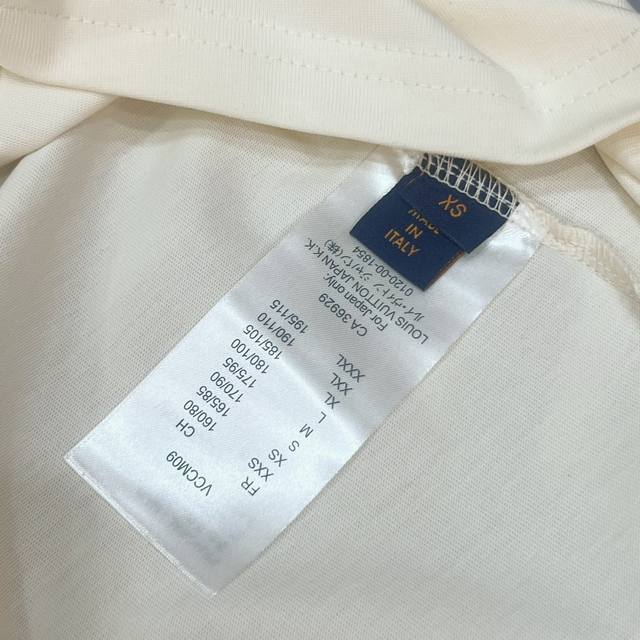 XS
MADE
IN
ITALY
VCCM09
FR CH
XXS 160/80
XS 165/85
S 170/90
M 175/95
L 180/100
XL 185/105
XXL 190/110
XXXL 195/115
CA 36929
For Japan only:
LOUIS VUITTON JAPAN K.K.
ルイ・ヴィトン ジャパン(株)
0120-00-1854